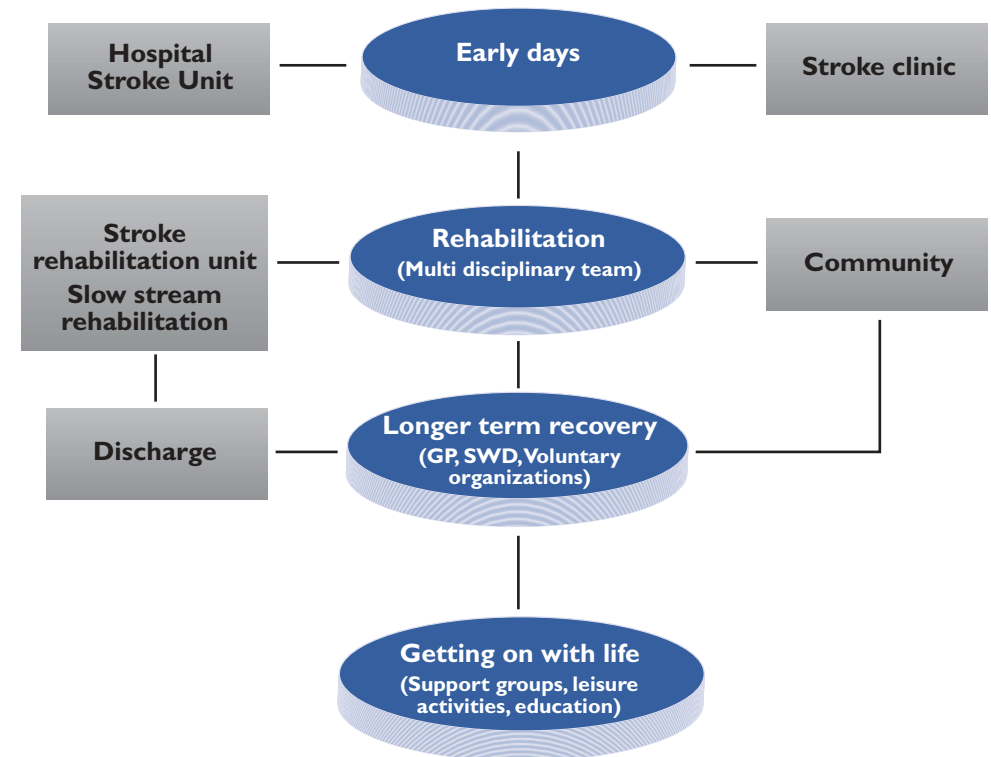 Hospital
Stroke Unit
Early days
Stroke clinic
Stroke
rehabilitation unit
Slow stream
rehabilitation
Rehabilitation
(Multi disciplinary team)
Community
Discharge
Longer term recovery
(GP, SWD, Voluntary
organizations)
Getting on with life
(Support groups, leisure
activities, education)